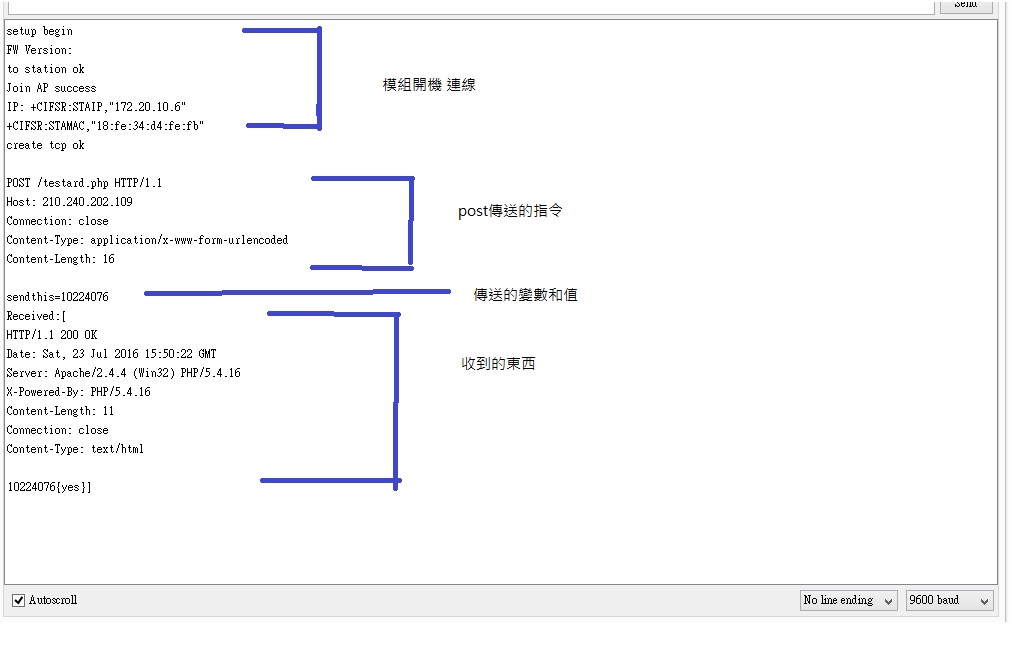 Send
setup begin
FW Version:
to station ok
Join AP success
IP: +CIFSR:STAIP,"172.20.10.6"
+CIFSR:STAMAC,"18:fe:34:d4:fe:fb"
create tcp ok
模組開機 連線
POST /testard.php HTTP/1.1
Host: 210.240.202.109
Connection: close
Content-Type: application/x-www-form-urlencoded
Content-Length: 16
post傳送的指令
sendthis=10224076
傳送的變數和值
Received:[
HTTP/1.1 200 OK
Date: Sat, 23 Jul 2016 15:50:22 GMT
Server: Apache/2.4.4 (Win32) PHP/5.4.16
X-Powered-By: PHP/5.4.16
Content-Length: 11
Connection: close
Content-Type: text/html
收到的東西
10224076{yes}]
Autoscroll
No line ending
9600 baud